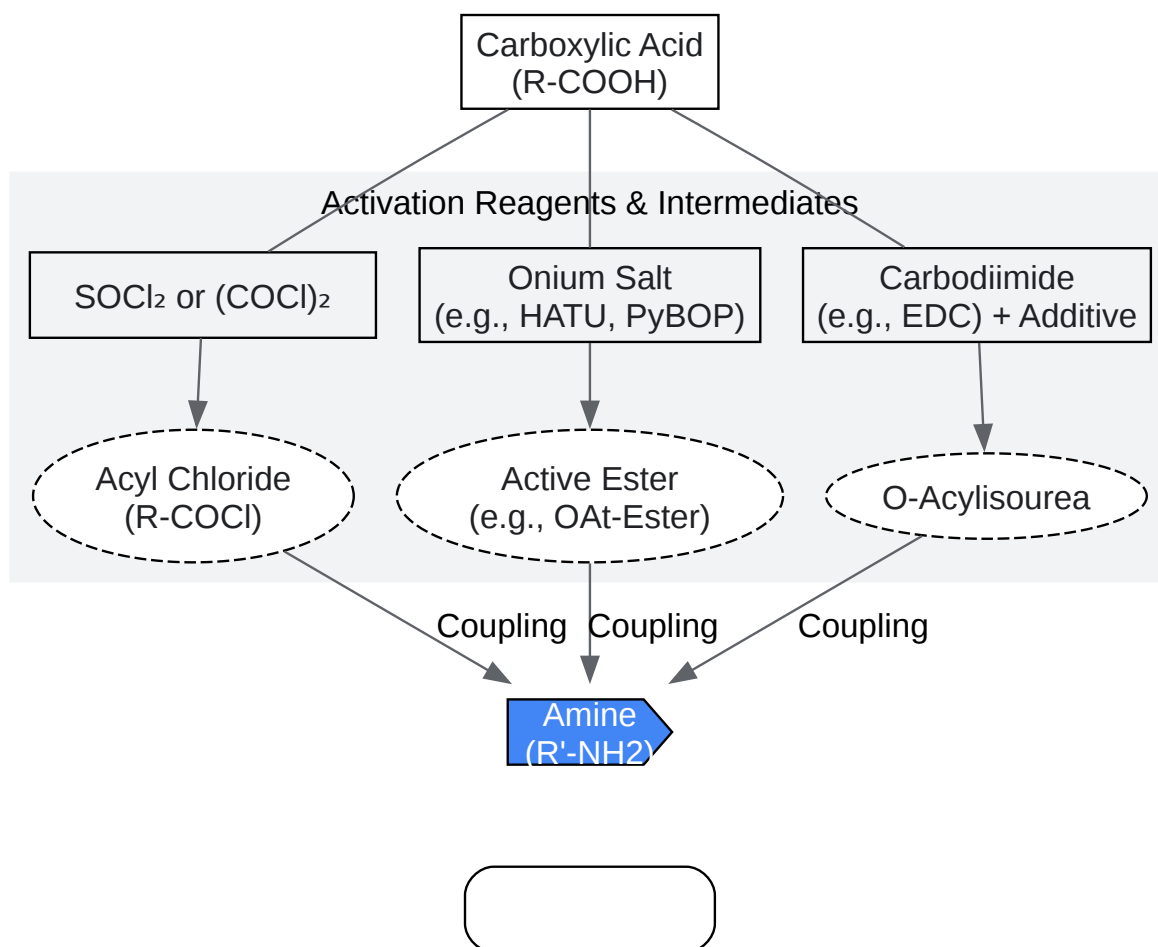 Carboxylic Acid
(R-COOH)
Activation Reagents & Intermediates
SOCl₂ or (COCl)₂
Onium Salt
(e.g., HATU, PyBOP)
Carbodiimide
(e.g., EDC) + Additive
Acyl Chloride
(R-COCl)
Active Ester
(e.g., OAt-Ester)
O-Acylisourea
Coupling
Coupling
Coupling
Amine
(R'-NH2)